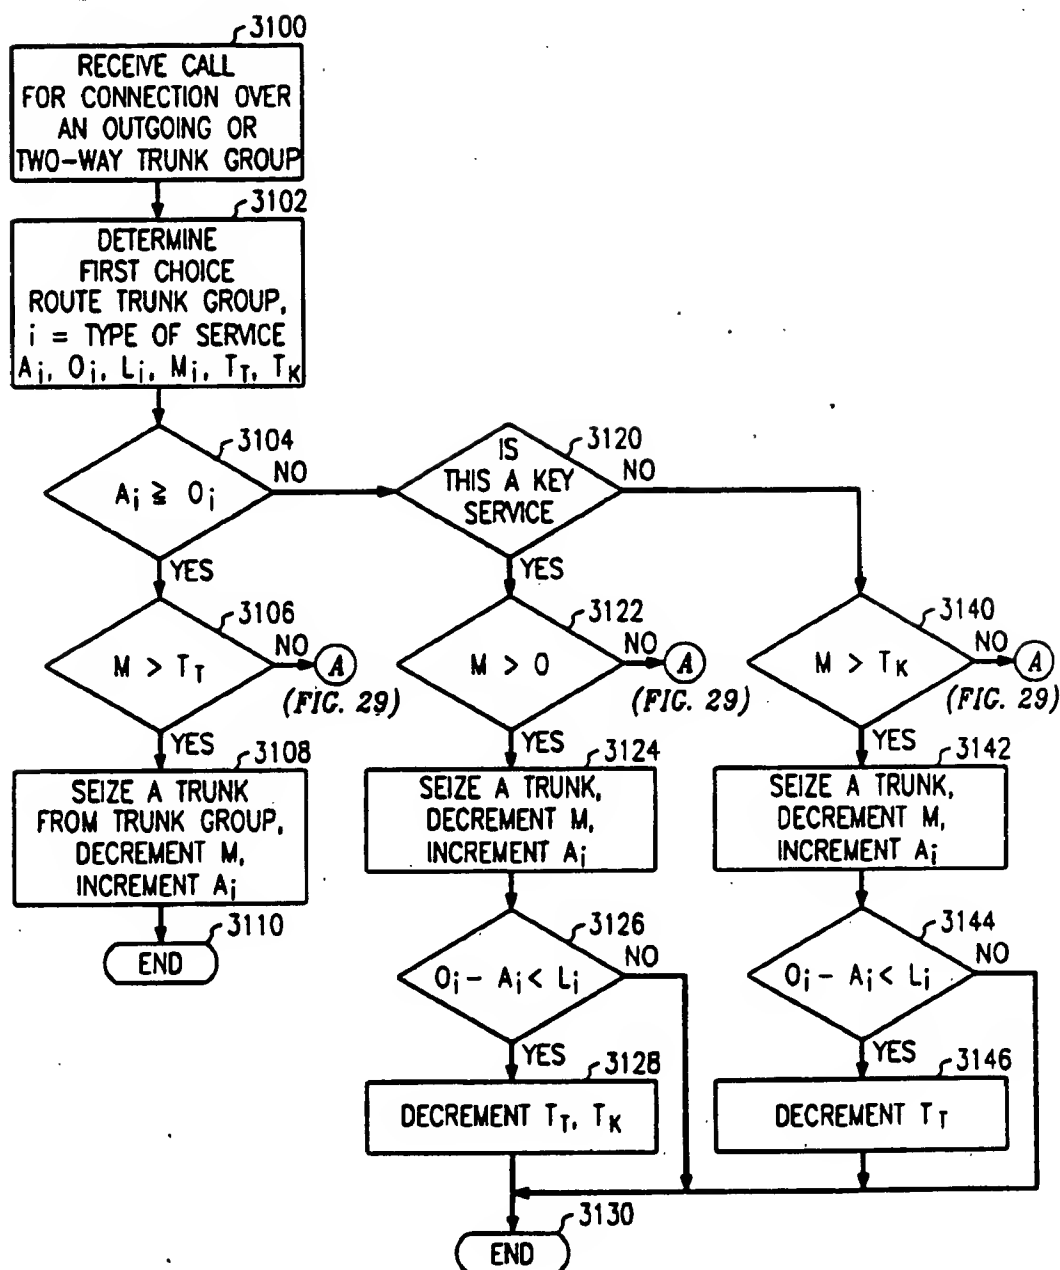 3100
RECEIVE CALL
FOR CONNECTION OVER
AN OUTGOING OR
TWO-WAY TRUNK GROUP
3102
DETERMINE
FIRST CHOICE
ROUTE TRUNK GROUP,
i = TYPE OF SERVICE
Ai, Oi, Li, Mi, TT, TK
3104
Ai ≧ Oi
NO
YES
3120
IS
THIS A KEY
SERVICE
NO
YES
3106
M > TT
NO
A
(FIG. 29)
YES
3122
M > O
NO
A
(FIG. 29)
YES
3140
M > TK
NO
A
(FIG. 29)
YES
3108
SEIZE A TRUNK
FROM TRUNK GROUP,
DECREMENT M,
INCREMENT Ai
3110
END
3124
SEIZE A TRUNK,
DECREMENT M,
INCREMENT Ai
3142
SEIZE A TRUNK,
DECREMENT M,
INCREMENT Ai
3126
Oi - Ai < Li
NO
YES
3144
Oi - Ai < Li
NO
YES
3128
DECREMENT TT, TK
3146
DECREMENT TT
3130
END